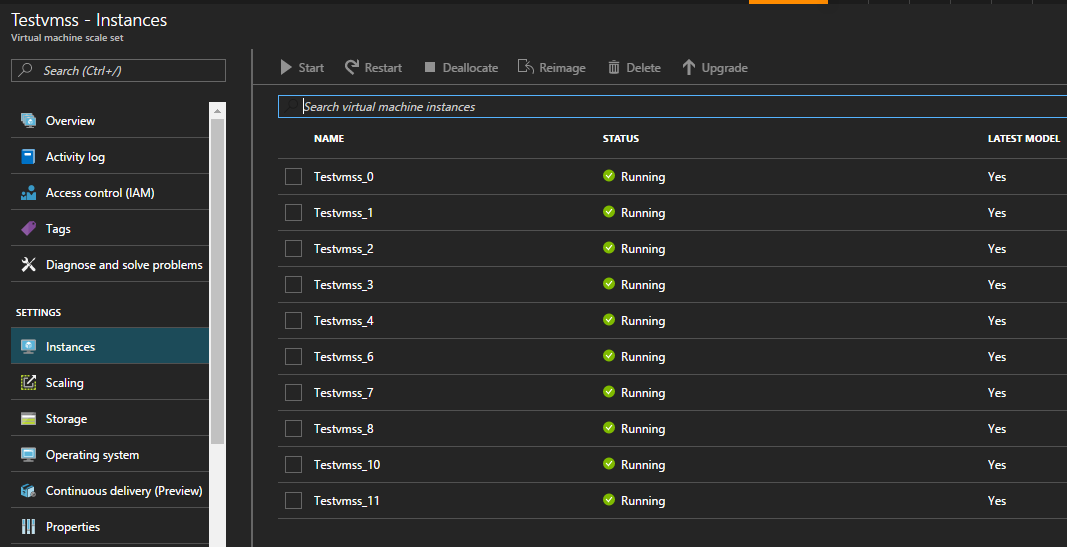 Testvmss - Instances
Virtual machine scale set
Search (Ctrl+/)
Overview
Activity log
Access control (IAM)
Tags
Diagnose and solve problems
SETTINGS
Instances
Scaling
Storage
Operating system
Continuous delivery (Preview)
Properties
Start Restart Deallocate Reimage Delete Upgrade
Search virtual machine instances
NAME STATUS LATEST MODEL
Testvmss_0 Running Yes
Testvmss_1 Running Yes
Testvmss_2 Running Yes
Testvmss_3 Running Yes
Testvmss_4 Running Yes
Testvmss_6 Running Yes
Testvmss_7 Running Yes
Testvmss_8 Running Yes
Testvmss_10 Running Yes
Testvmss_11 Running Yes